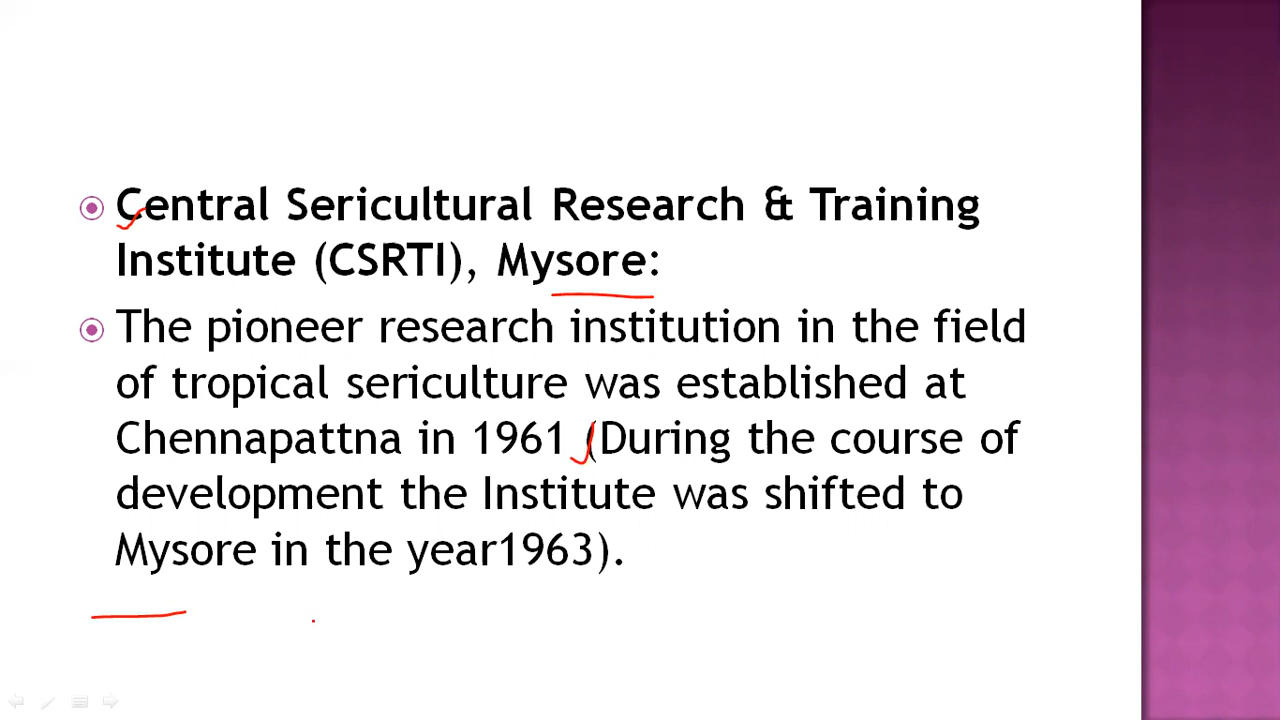 Central Sericultural Research & Training
Institute (CSRTI), Mysore:
The pioneer research institution in the field
of tropical sericulture was established at
Chennapattna in 1961 (During the course of
development the Institute was shifted to
Mysore in the year1963).